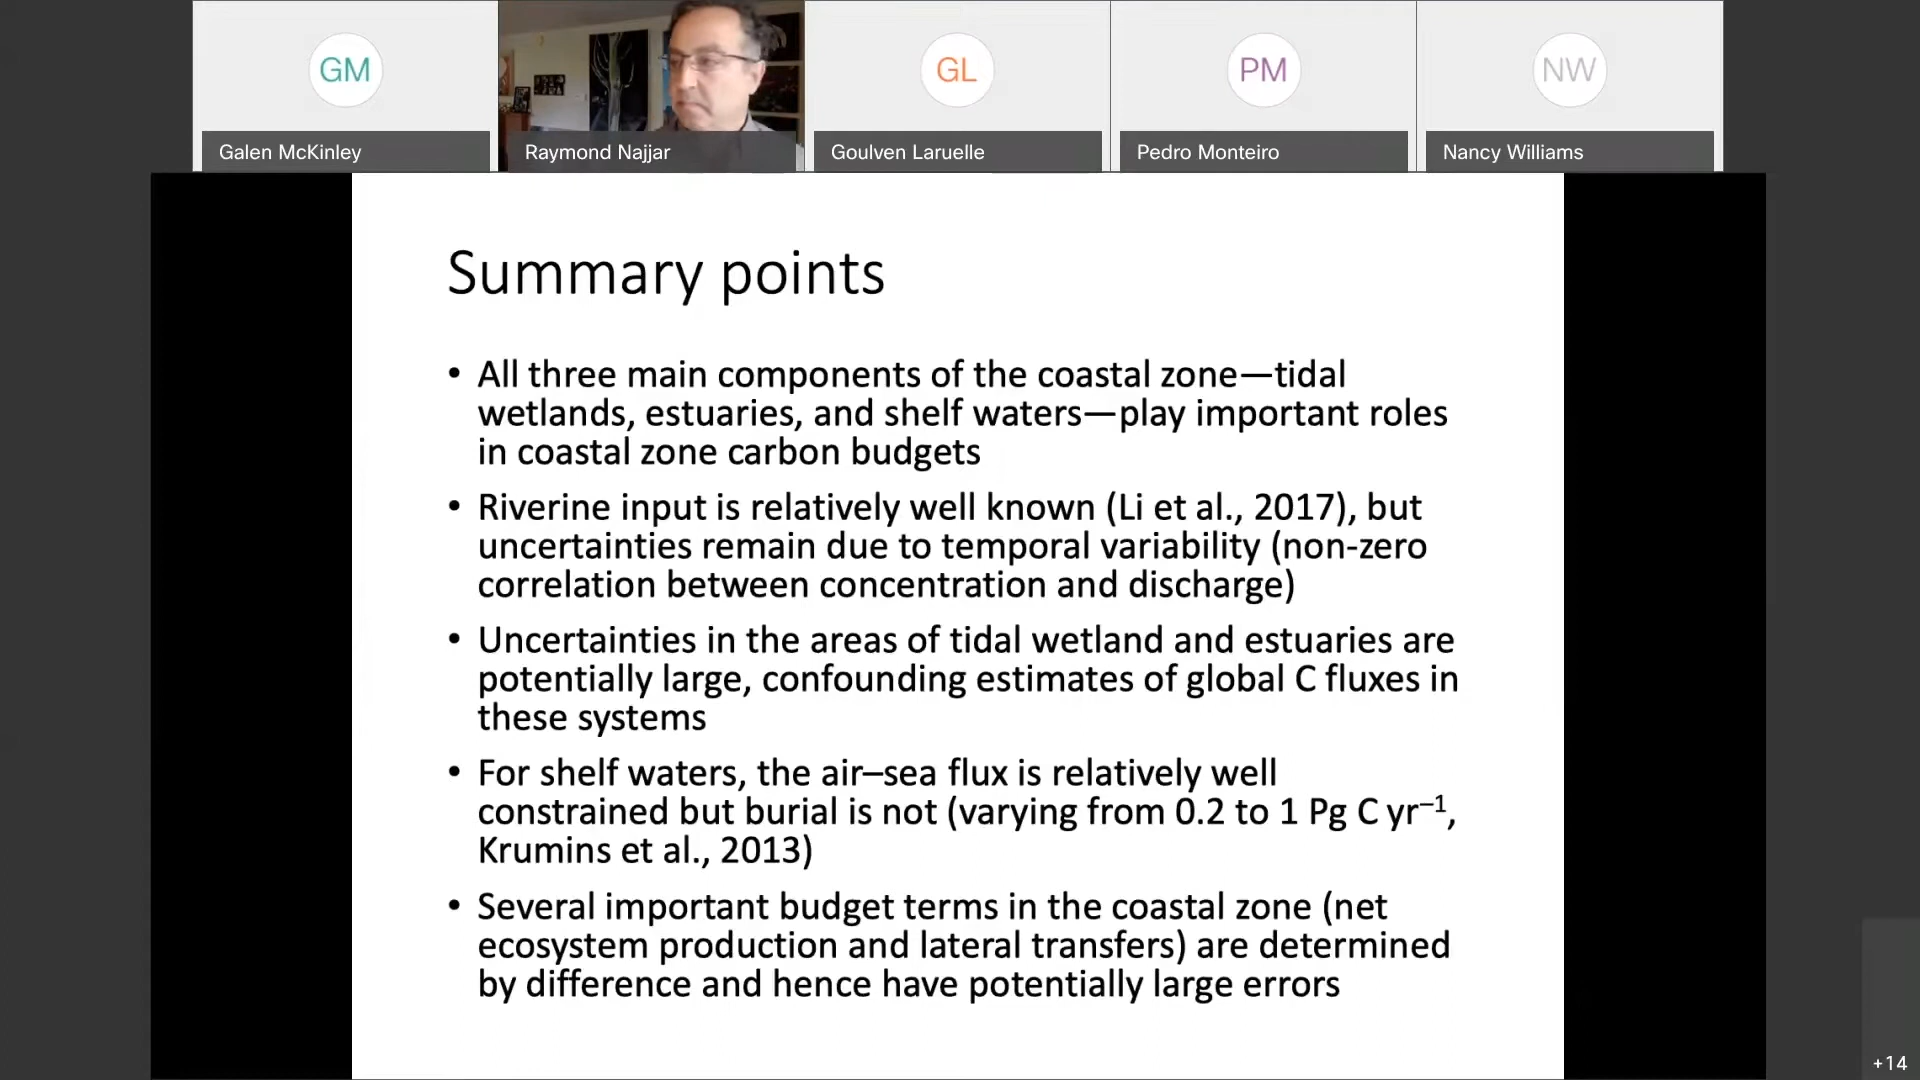 GM
GL
PM
NW
Galen McKinley
Raymond Najjar
Goulven Laruelle
Pedro Monteiro
Nancy Williams
Summary points
• All three main components of the coastal zone—tidal
wetlands, estuaries, and shelf waters—play important roles
in coastal zone carbon budgets
• Riverine input is relatively well known (Li et al., 2017), but
uncertainties remain due to temporal variability (non-zero
correlation between concentration and discharge)
• Uncertainties in the areas of tidal wetland and estuaries are
potentially large, confounding estimates of global C fluxes in
these systems
• For shelf waters, the air–sea flux is relatively well
constrained but burial is not (varying from 0.2 to 1 Pg C yr⁻¹,
Krumins et al., 2013)
• Several important budget terms in the coastal zone (net
ecosystem production and lateral transfers) are determined
by difference and hence have potentially large errors
+14